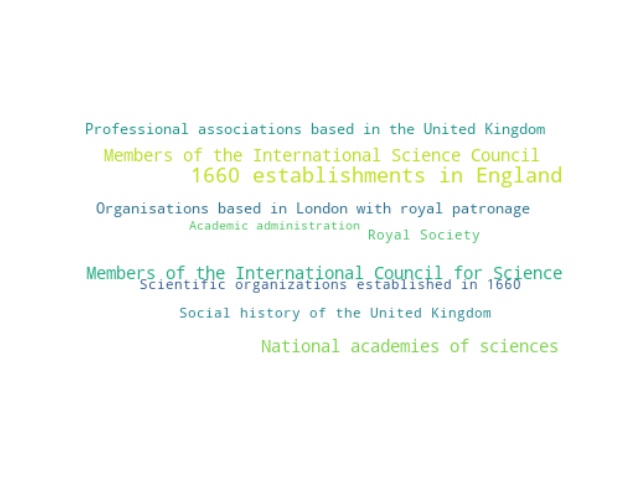 Professional associations based in the United Kingdom
Members of the International Science Council
1660 establishments in England
Organisations based in London with royal patronage
Academic administration
Royal Society
Members of the International Council for Science
Scientific organizations established in 1660
Social history of the United Kingdom
National academies of sciences